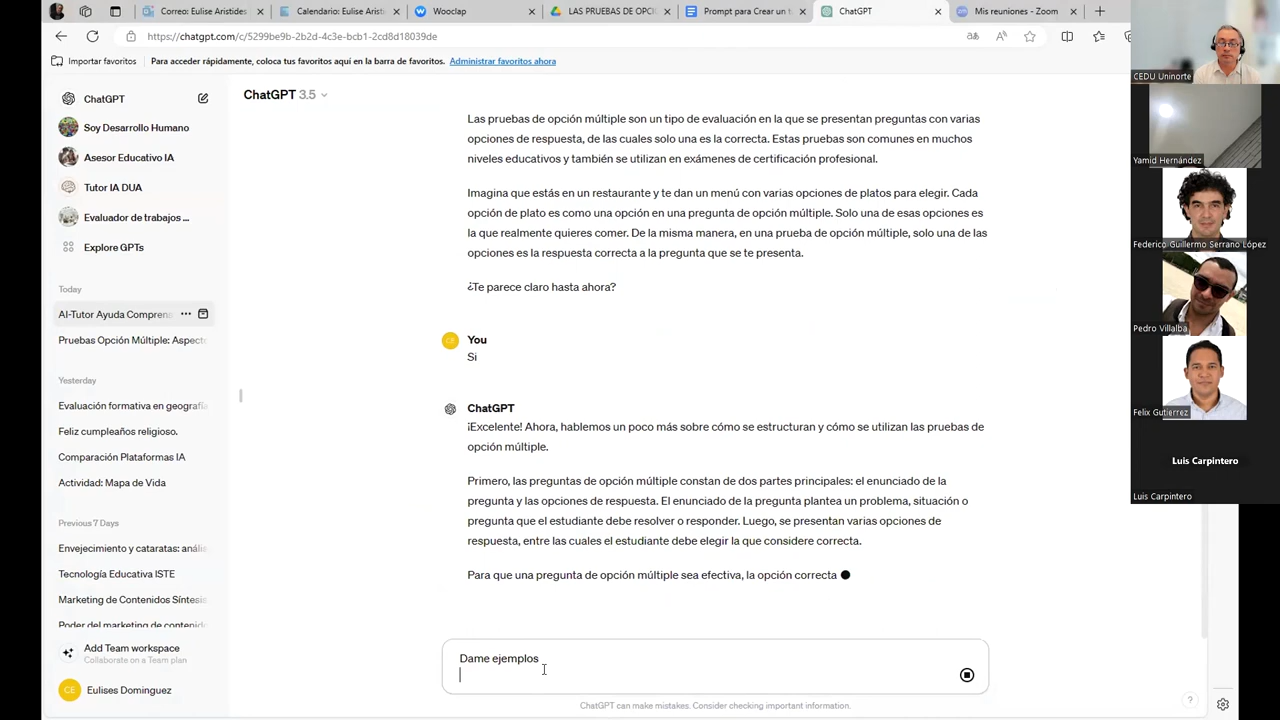 Correo: Eulise Aristides
Calendario: Eulise Aristi
Wooclap
LAS PRUEBAS DE OPCI
Prompt para Crear un t
ChatGPT
Mis reuniones - Zoom
https://chatgpt.com/c/5299be9b-2b2d-4c3e-bcb1-2cd8d18039de
Importar favoritos
Para acceder rápidamente, coloca tus favoritos aquí en la barra de favoritos. Administrar favoritos ahora
ChatGPT
Soy Desarrollo Humano
Asesor Educativo IA
Tutor IA DUA
Evaluador de trabajos ...
Explore GPTs
Today
AI-Tutor Ayuda Comprens
Pruebas Opción Múltiple: Aspecto
Yesterday
Evaluación formativa en geografía
Feliz cumpleaños religioso.
Comparación Plataformas IA
Actividad: Mapa de Vida
Previous 7 Days
Envejecimiento y cataratas: anális
Tecnología Educativa ISTE
Marketing de Contenidos Síntesis
Poder del marketing de contenido
Add Team workspace
Collaborate on a Team plan
CE Eulises Dominguez
ChatGPT 3.5
Las pruebas de opción múltiple son un tipo de evaluación en la que se presentan preguntas con varias
opciones de respuesta, de las cuales solo una es la correcta. Estas pruebas son comunes en muchos
niveles educativos y también se utilizan en exámenes de certificación profesional.
Imagina que estás en un restaurante y te dan un menú con varias opciones de platos para elegir. Cada
opción de plato es como una opción en una pregunta de opción múltiple. Solo una de esas opciones es
la que realmente quieres comer. De la misma manera, en una prueba de opción múltiple, solo una de las
opciones es la respuesta correcta a la pregunta que se te presenta.
¿Te parece claro hasta ahora?
CE You
Si
ChatGPT
¡Excelente! Ahora, hablemos un poco más sobre cómo se estructuran y cómo se utilizan las pruebas de
opción múltiple.
Primero, las preguntas de opción múltiple constan de dos partes principales: el enunciado de la
pregunta y las opciones de respuesta. El enunciado de la pregunta plantea un problema, situación o
pregunta que el estudiante debe resolver o responder. Luego, se presentan varias opciones de
respuesta, entre las cuales el estudiante debe elegir la que considere correcta.
Para que una pregunta de opción múltiple sea efectiva, la opción correcta
Dame ejemplos
ChatGPT can make mistakes. Consider checking important information.
?
CEDU Uninorte
Yamid Hernández
Federico Guillermo Serrano López
Pedro Villalba
Felix Gutierrez
Luis Carpintero
Luis Carpintero